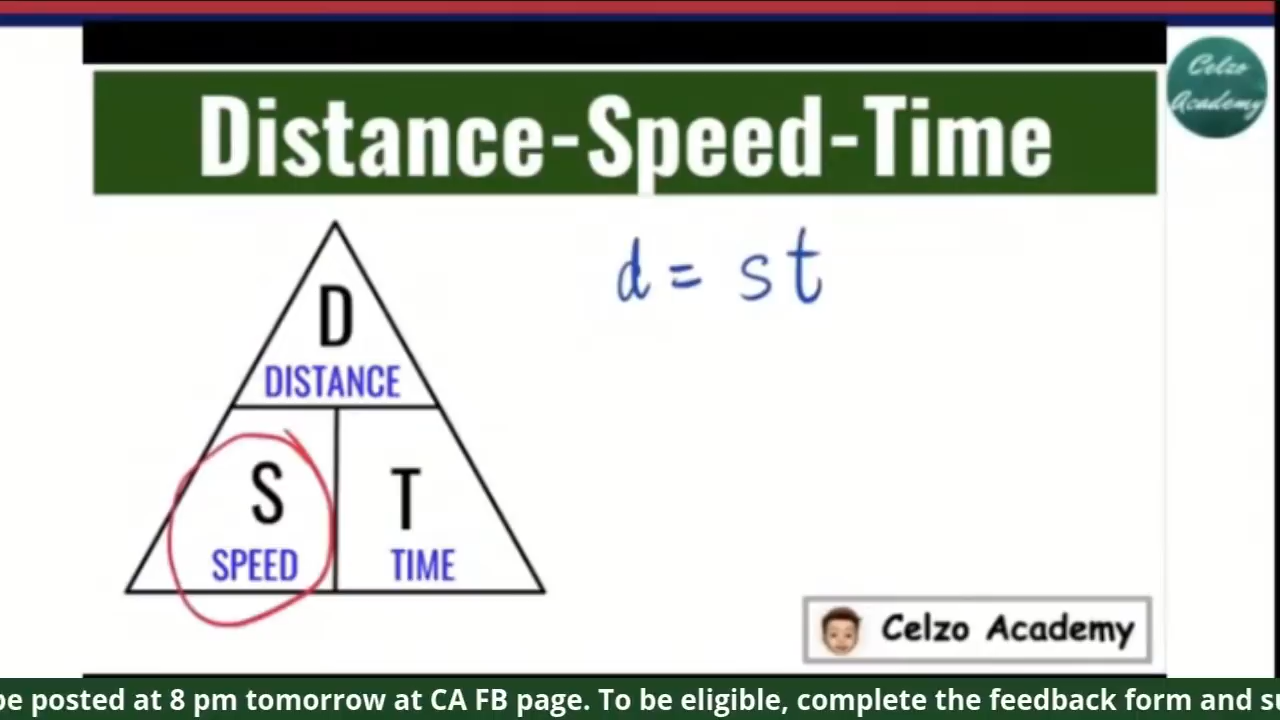 Celzo
Academy
Distance-Speed-Time
d = st
D
DISTANCE
S
SPEED
T
TIME
Celzo Academy
be posted at 8 pm tomorrow at CA FB page. To be eligible, complete the feedback form and